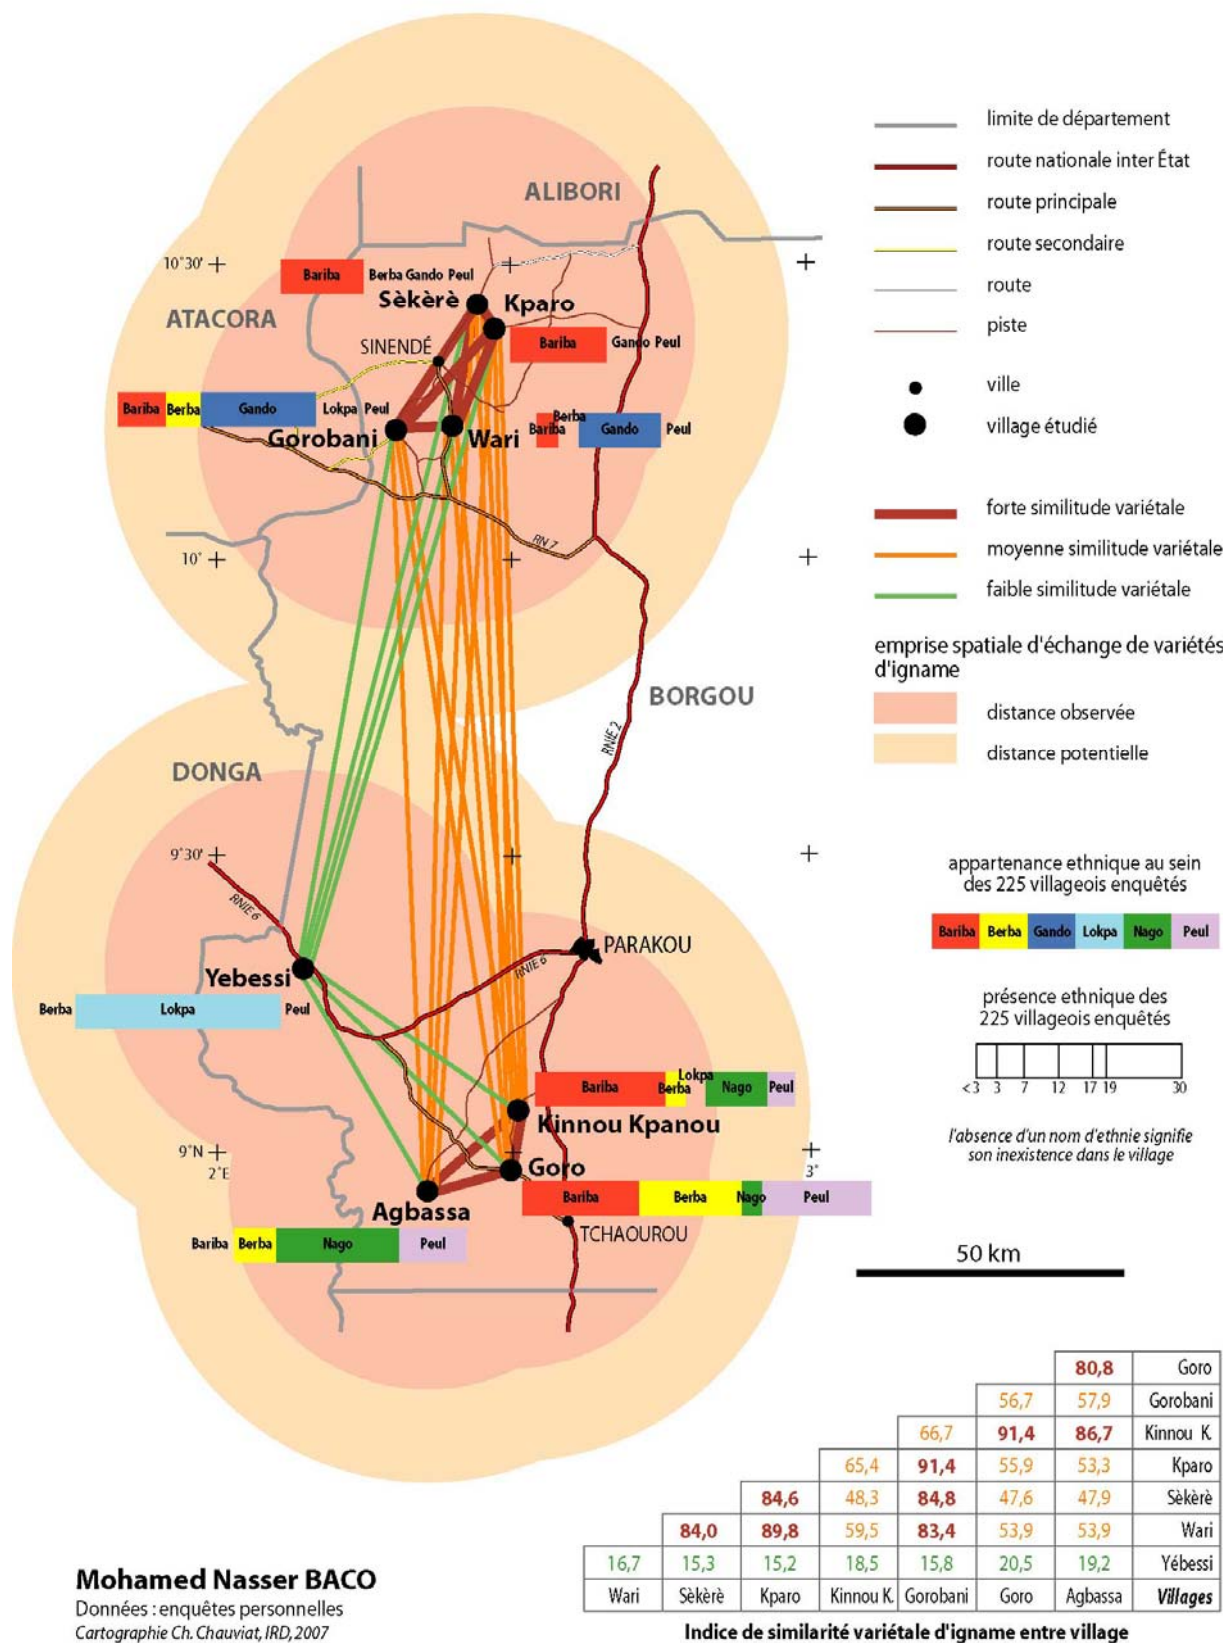 ALIBORI
10°30'
Bariba Berba Gando Peul
Sèkèrè
Kparo
ATACORA
SINENDÉ
Bariba Gando Peul
Bariba Berba Gando Lokpa Peul
Gorobani
Wari
Berba
Bariba Gando Peul
RN 7
10°
BORGOU
RNIE 2
DONGA
9°30'
RNIE 6
PARAKOU
RNIE 6
Yebessi
Berba Lokpa Peul
Lokpa
Bariba Berba Nago Peul
Kinnou Kpanou
9°N
2°E
3°
Goro
Bariba Berba Nago Peul
Agbassa
TCHAOUROU
Bariba Berba Nago Peul
limite de département
route nationale inter État
route principale
route secondaire
route
piste
ville
village étudié
forte similitude variétale
moyenne similitude variétale
faible similitude variétale
emprise spatiale d'échange de variétés
d'igname
distance observée
distance potentielle
appartenance ethnique au sein
des 225 villageois enquêtés
Bariba Berba Gando Lokpa Nago Peul
présence ethnique des
225 villageois enquêtés
<3 3 7 12 17 19 30
l'absence d'un nom d'ethnie signifie
son inexistence dans le village
50 km
80,8 Goro
56,7 57,9 Gorobani
66,7 91,4 86,7 Kinnou K.
65,4 91,4 55,9 53,3 Kparo
84,6 48,3 84,8 47,6 47,9 Sèkèrè
84,0 89,8 59,5 83,4 53,9 53,9 Wari
16,7 15,3 15,2 18,5 15,8 20,5 19,2 Yébessi
Wari Sèkèrè Kparo Kinnou K. Gorobani Goro Agbassa Villages
Indice de similarité variétale d'igname entre village
Mohamed Nasser BACO
Données : enquêtes personnelles
Cartographie Ch. Chauviat, IRD, 2007